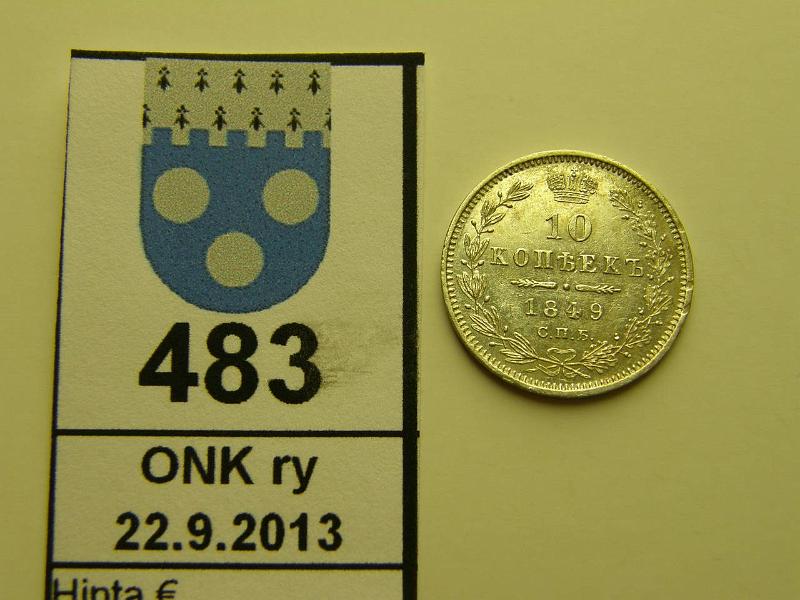 483
ONK ry
22.9.2013
Hinta €
10
КОПѢЕКЪ
1849
С.П.Б.